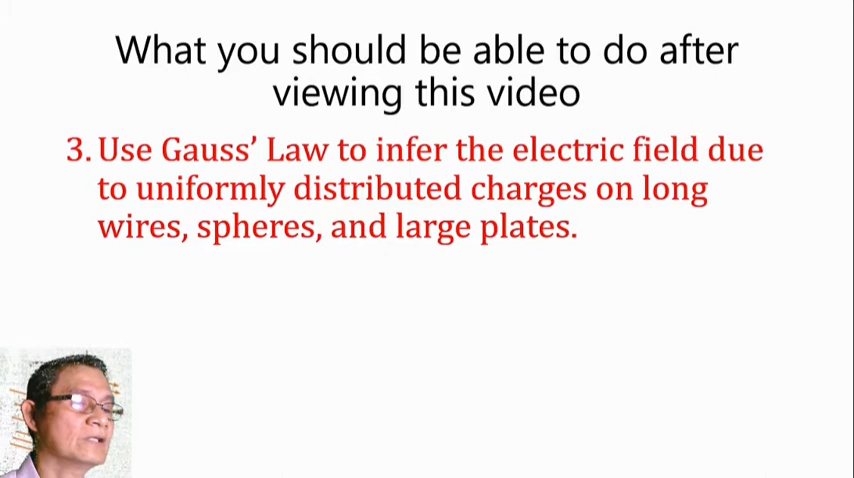 What you should be able to do after
viewing this video
3. Use Gauss’ Law to infer the electric field due
to uniformly distributed charges on long
wires, spheres, and large plates.